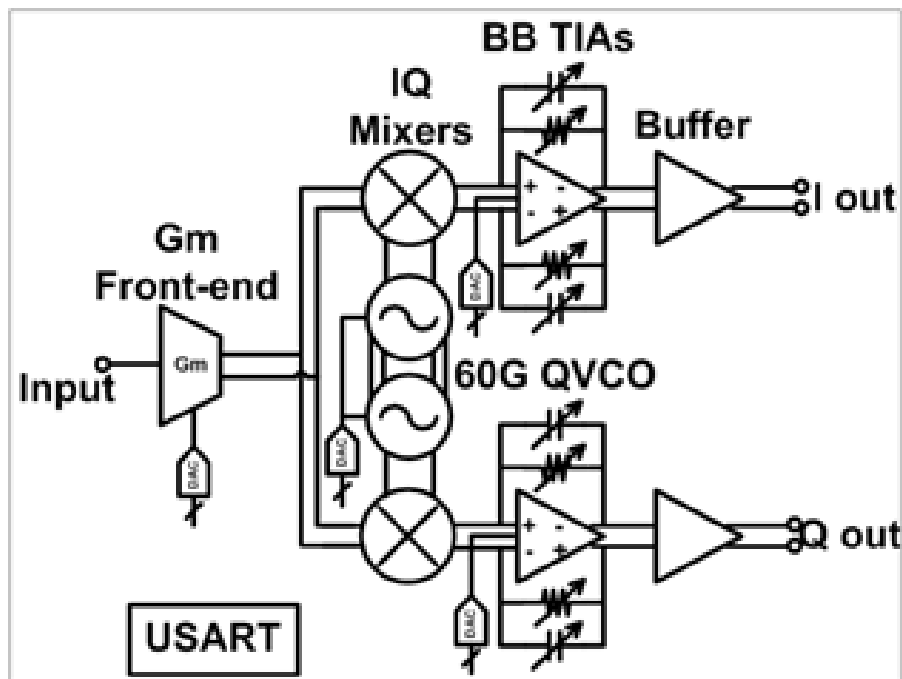 BB TIAs
IQ
Mixers
Buffer
+ -
- +
I out
DAC
Gm
Front-end
Gm
Input
60G QVCO
DAC
DAC
+ -
- +
Q out
DAC
USART